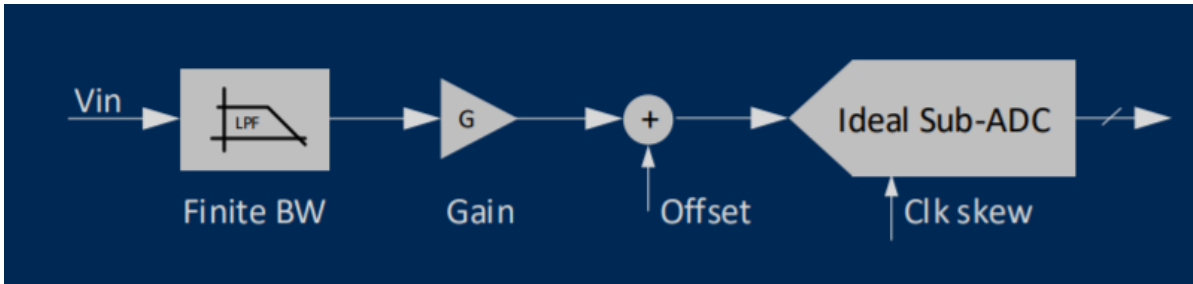 Vin
LPF
G
+
Ideal Sub-ADC
Finite BW
Gain
Offset
Clk skew